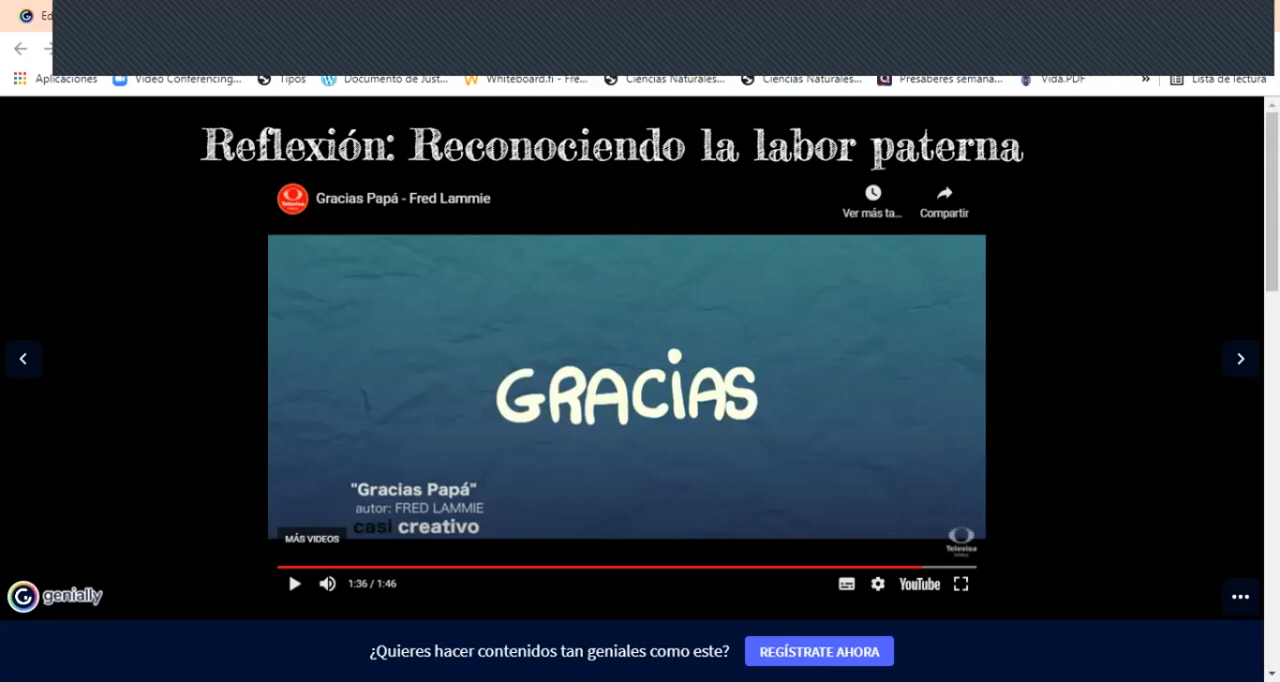 Aplicaciones Video Conferencing... Tipos Documento de Just... Whiteboard.fi - Fre... Ciencias Naturales... Ciencias Naturales... Presaberes semana... Vida.PDF » Lista de lectura
Reflexión: Reconociendo la labor paterna
Gracias Papá - Fred Lammie
Ver más ta... Compartir
GRACIAS
"Gracias Papá"
autor: FRED LAMMIE
casi creativo
MÁS VIDEOS
Televisa
1:36 / 1:46
YouTube
genially
¿Quieres hacer contenidos tan geniales como este? REGÍSTRATE AHORA